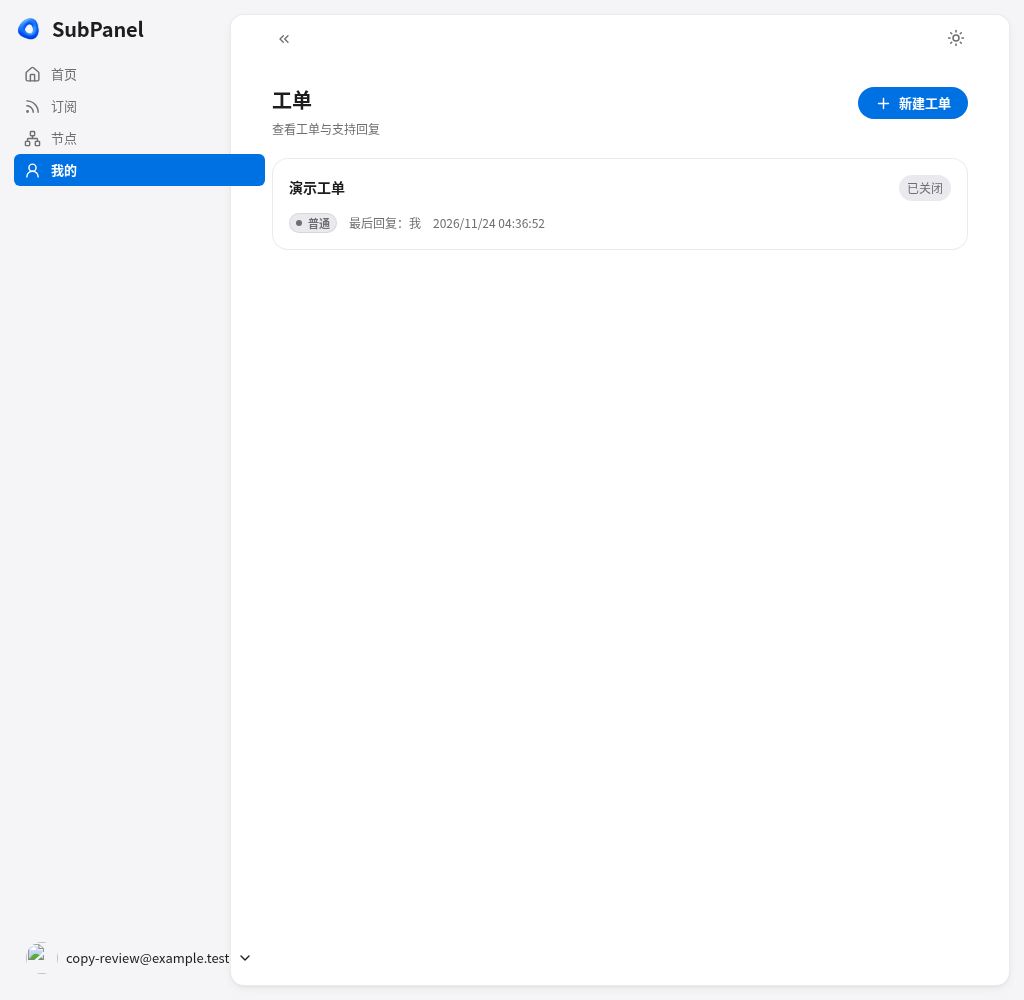 SubPanel
首页
订阅
节点
我的
工单
查看工单与支持回复
新建工单
演示工单
已关闭
普通 最后回复：我 2026/11/24 04:36:52
copy-review@example.test